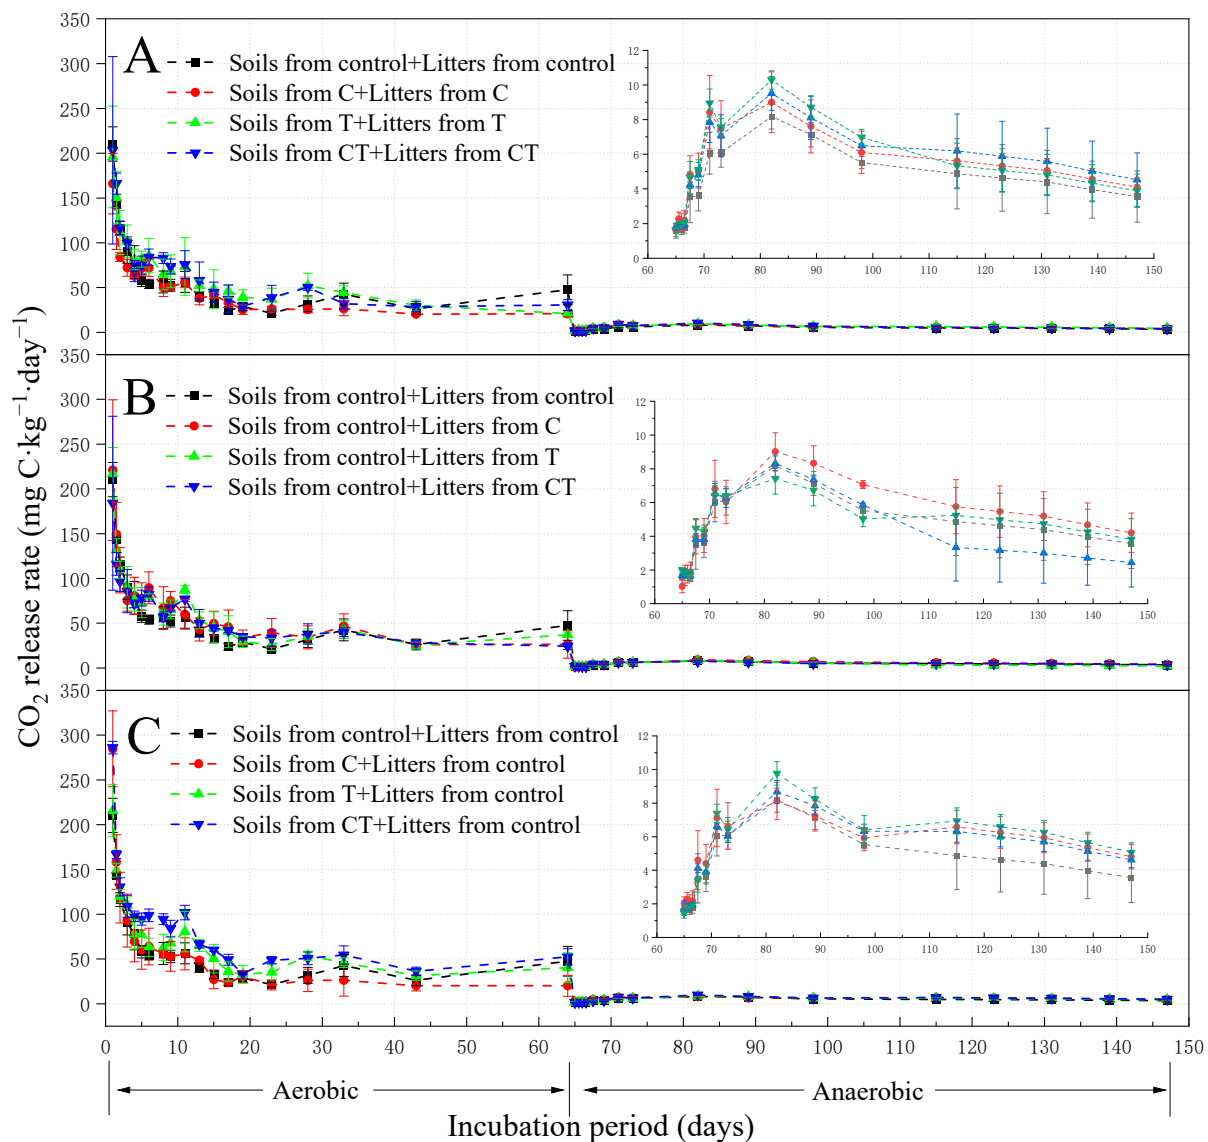 CO₂ release rate (mg C·kg⁻¹·day⁻¹)
A
350
300
250
200
150
100
50
0
Soils from control+Litters from control
Soils from C+Litters from C
Soils from T+Litters from T
Soils from CT+Litters from CT
12
10
8
6
4
2
0
60 70 80 90 100 110 120 130 140 150
B
350
300
250
200
150
100
50
0
Soils from control+Litters from control
Soils from control+Litters from C
Soils from control+Litters from T
Soils from control+Litters from CT
12
10
8
6
4
2
0
60 70 80 90 100 110 120 130 140 150
C
350
300
250
200
150
100
50
0
Soils from control+Litters from control
Soils from C+Litters from control
Soils from T+Litters from control
Soils from CT+Litters from control
12
10
8
6
4
2
0
60 70 80 90 100 110 120 130 140 150
0 10 20 30 40 50 60 70 80 90 100 110 120 130 140 150
Aerobic Anaerobic
Incubation period (days)